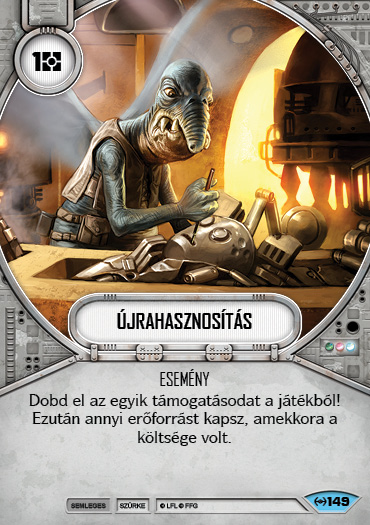 1
ÚJRAHASZNOSÍTÁS
ESEMÉNY
Dobd el az egyik támogatásodat a játékból!
Ezután annyi erőforrást kapsz, amekkora a
költsége volt.
SEMLEGES SZÜRKE © LFL © FFG 149